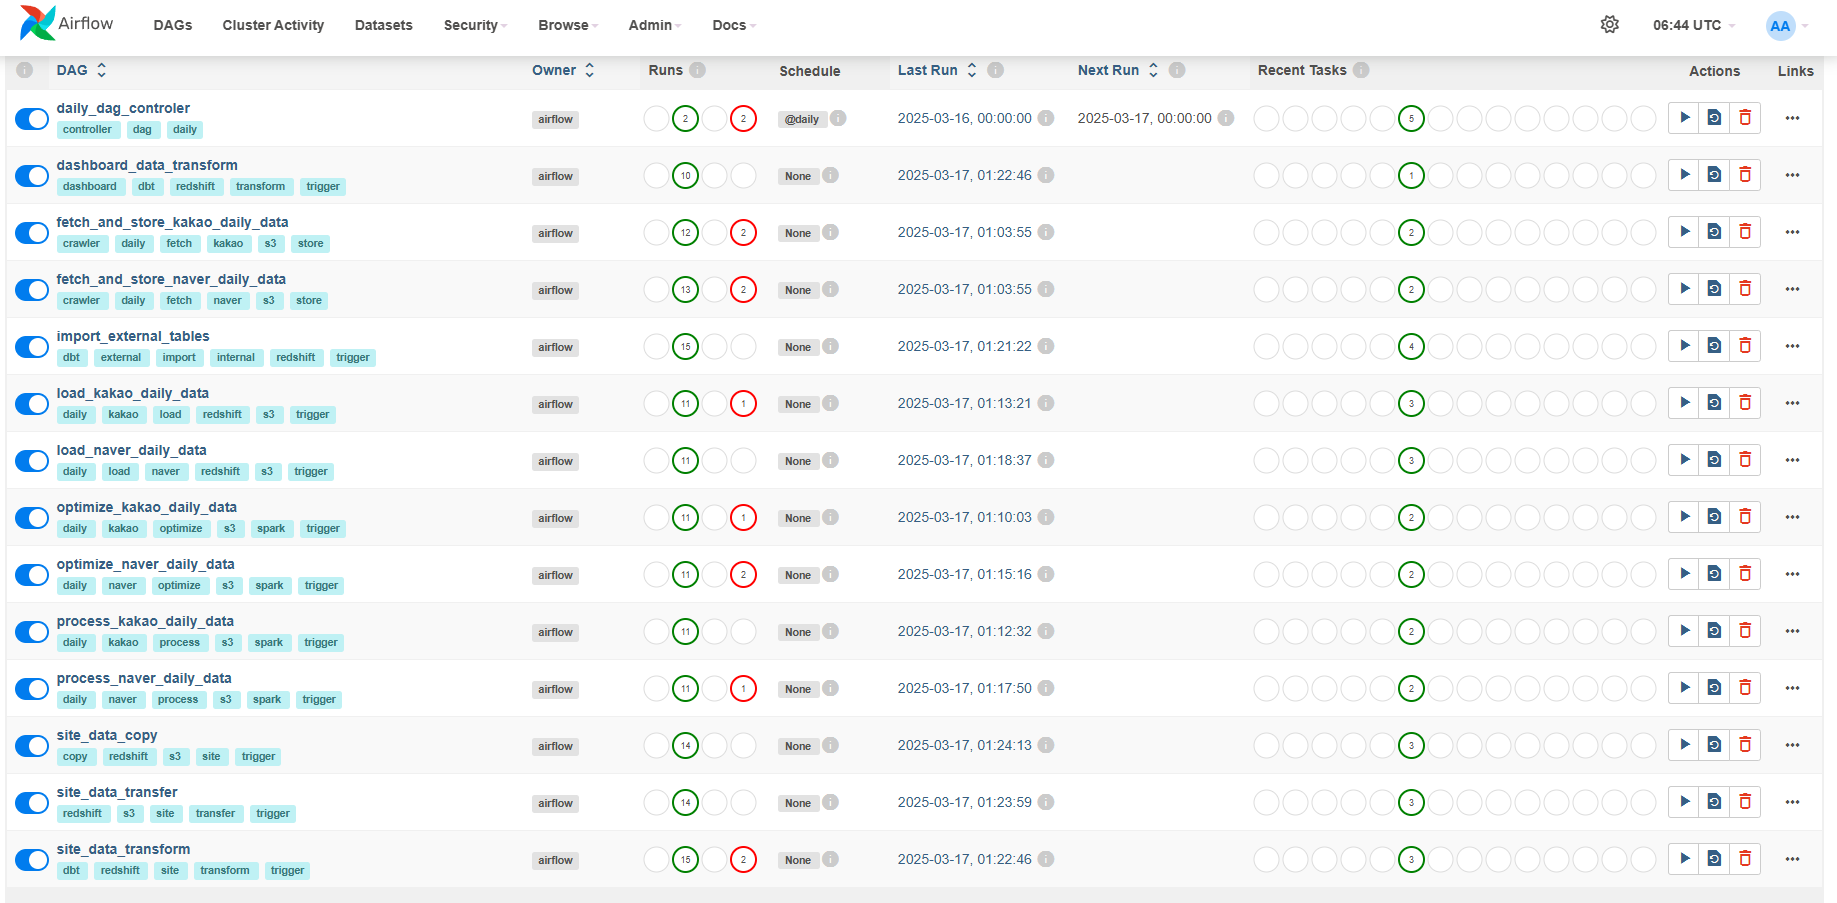 Airflow DAGs Cluster Activity Datasets Security Browse Admin Docs 06:44 UTC AA
DAG Owner Runs Schedule Last Run Next Run Recent Tasks Actions Links
daily_dag_controler
controller dag daily
airflow 2 2 @daily 2025-03-16, 00:00:00 2025-03-17, 00:00:00 5
dashboard_data_transform
dashboard dbt redshift transform trigger
airflow 10 None 2025-03-17, 01:22:46 1
fetch_and_store_kakao_daily_data
crawler daily fetch kakao s3 store
airflow 12 2 None 2025-03-17, 01:03:55 2
fetch_and_store_naver_daily_data
crawler daily fetch naver s3 store
airflow 13 2 None 2025-03-17, 01:03:55 2
import_external_tables
dbt external import internal redshift trigger
airflow 15 None 2025-03-17, 01:21:22 4
load_kakao_daily_data
daily kakao load redshift s3 trigger
airflow 11 1 None 2025-03-17, 01:13:21 3
load_naver_daily_data
daily load naver redshift s3 trigger
airflow 11 None 2025-03-17, 01:18:37 3
optimize_kakao_daily_data
daily kakao optimize s3 spark trigger
airflow 11 1 None 2025-03-17, 01:10:03 2
optimize_naver_daily_data
daily naver optimize s3 spark trigger
airflow 11 2 None 2025-03-17, 01:15:16 2
process_kakao_daily_data
daily kakao process s3 spark trigger
airflow 11 None 2025-03-17, 01:12:32 2
process_naver_daily_data
daily naver process s3 spark trigger
airflow 11 1 None 2025-03-17, 01:17:50 2
site_data_copy
copy redshift s3 site trigger
airflow 14 None 2025-03-17, 01:24:13 3
site_data_transfer
redshift s3 site transfer trigger
airflow 14 None 2025-03-17, 01:23:59 3
site_data_transform
dbt redshift site transform trigger
airflow 15 2 None 2025-03-17, 01:22:46 3